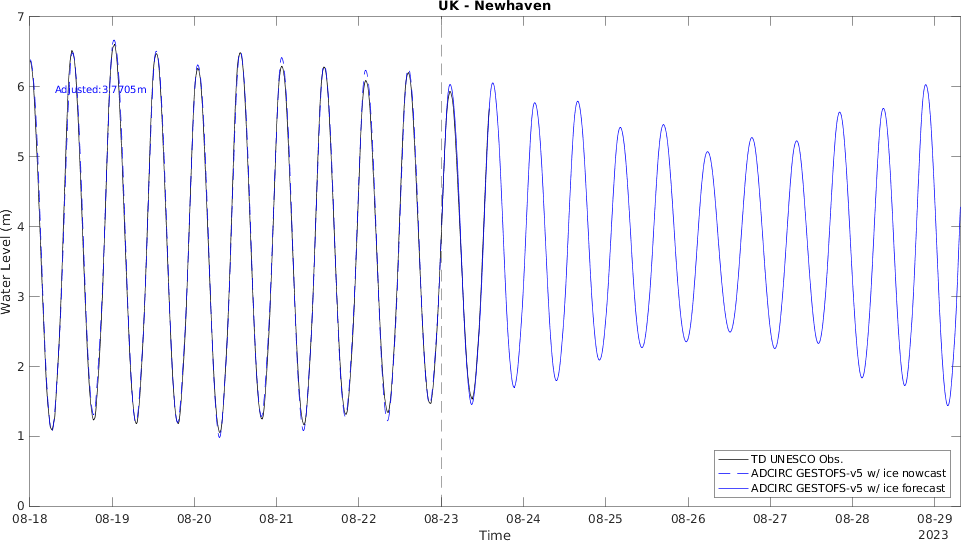 UK - Newhaven
7
6
5
4
3
2
1
0
Water Level (m)
Adjusted:3.7705m
TD UNESCO Obs.
ADCIRC GESTOFS-v5 w/ ice nowcast
ADCIRC GESTOFS-v5 w/ ice forecast
08-18 08-19 08-20 08-21 08-22 08-23 08-24 08-25 08-26 08-27 08-28 08-29
Time
2023